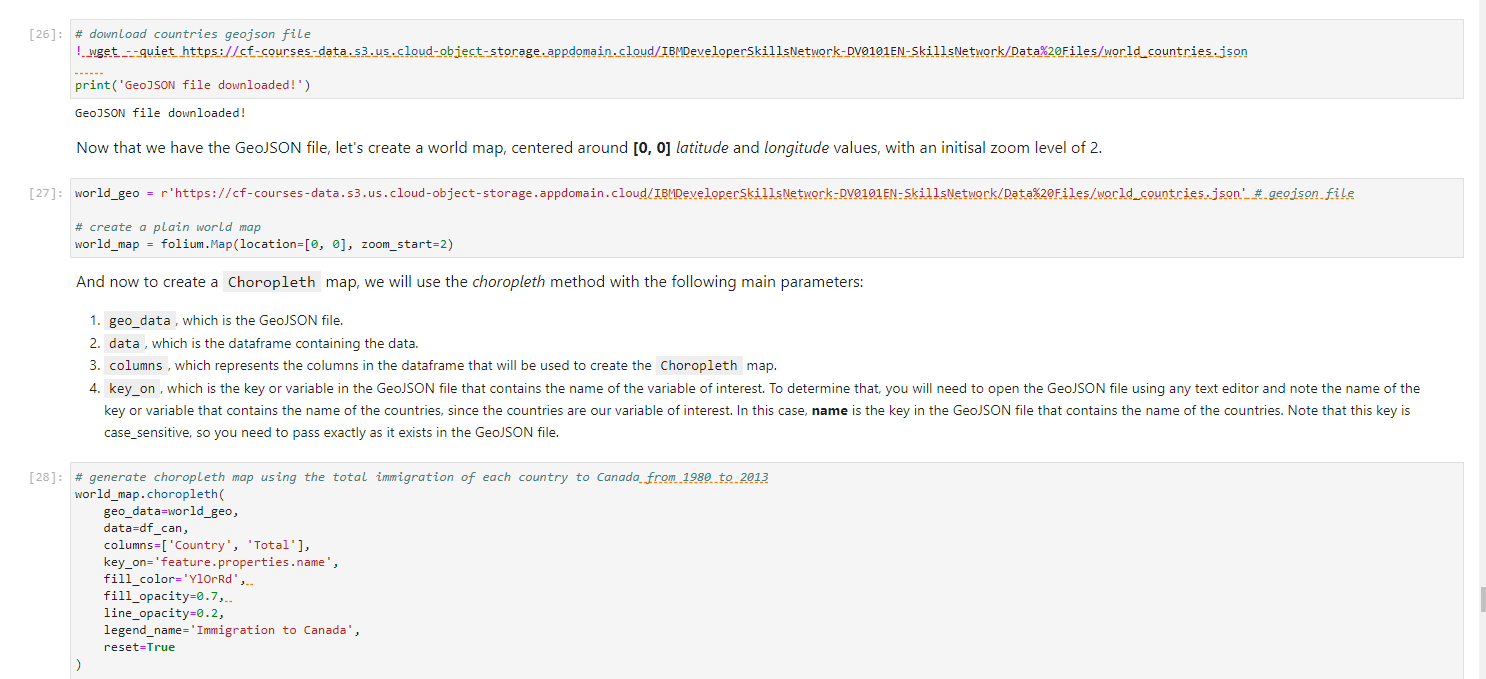 [26]: # download countries geojson file
! wget --quiet https://cf-courses-data.s3.us.cloud-object-storage.appdomain.cloud/IBMDeveloperSkillsNetwork-DV0101EN-SkillsNetwork/Data%20Files/world_countries.json
print('GeoJSON file downloaded!')
GeoJSON file downloaded!
Now that we have the GeoJSON file, let's create a world map, centered around [0, 0] latitude and longitude values, with an initisal zoom level of 2.
[27]: world_geo = r'https://cf-courses-data.s3.us.cloud-object-storage.appdomain.cloud/IBMDeveloperSkillsNetwork-DV0101EN-SkillsNetwork/Data%20Files/world_countries.json' # geojson file
# create a plain world map
world_map = folium.Map(location=[0, 0], zoom_start=2)
And now to create a Choropleth map, we will use the choropleth method with the following main parameters:
1. geo_data, which is the GeoJSON file.
2. data, which is the dataframe containing the data.
3. columns, which represents the columns in the dataframe that will be used to create the Choropleth map.
4. key_on, which is the key or variable in the GeoJSON file that contains the name of the variable of interest. To determine that, you will need to open the GeoJSON file using any text editor and note the name of the
key or variable that contains the name of the countries, since the countries are our variable of interest. In this case, name is the key in the GeoJSON file that contains the name of the countries. Note that this key is
case_sensitive, so you need to pass exactly as it exists in the GeoJSON file.
[28]: # generate choropleth map using the total immigration of each country to Canada from 1980 to 2013
world_map.choropleth(
    geo_data=world_geo,
    data=df_can,
    columns=['Country', 'Total'],
    key_on='feature.properties.name',
    fill_color='YlOrRd',
    fill_opacity=0.7,
    line_opacity=0.2,
    legend_name='Immigration to Canada',
    reset=True
)